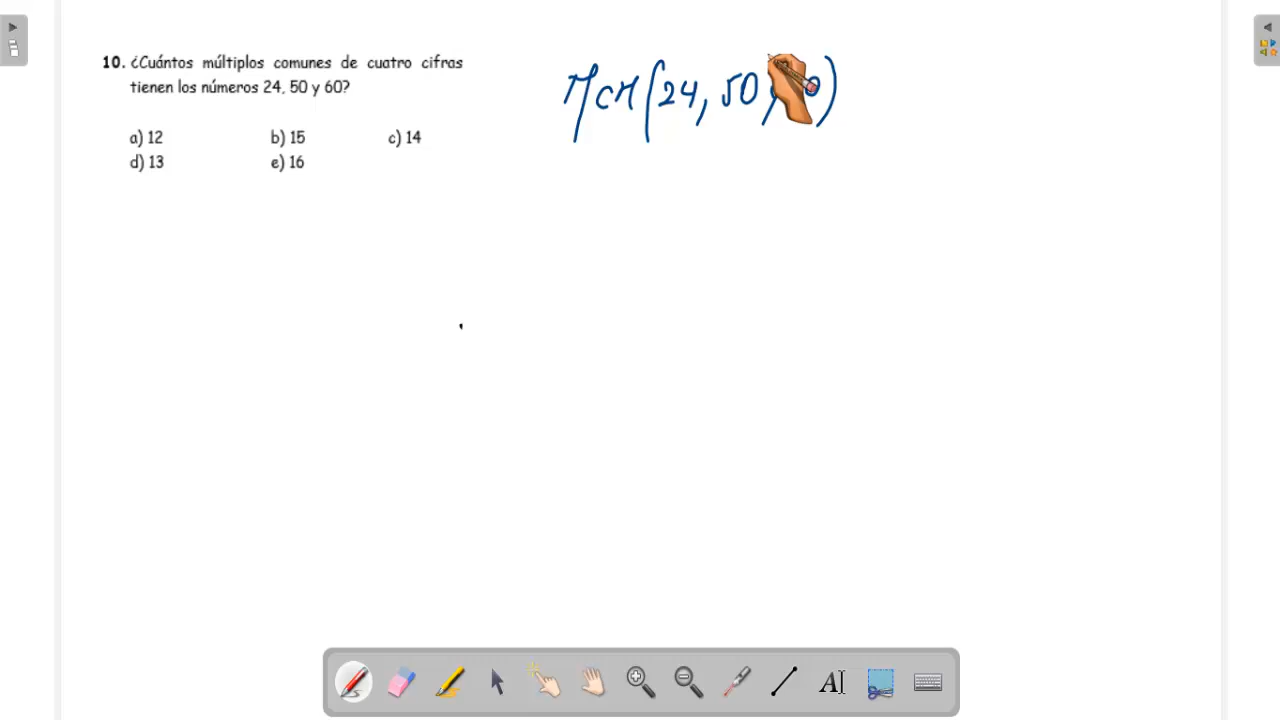 10. ¿Cuántos múltiplos comunes de cuatro cifras
tienen los números 24, 50 y 60?
a) 12 b) 15 c) 14
d) 13 e) 16
MCM(24, 50,